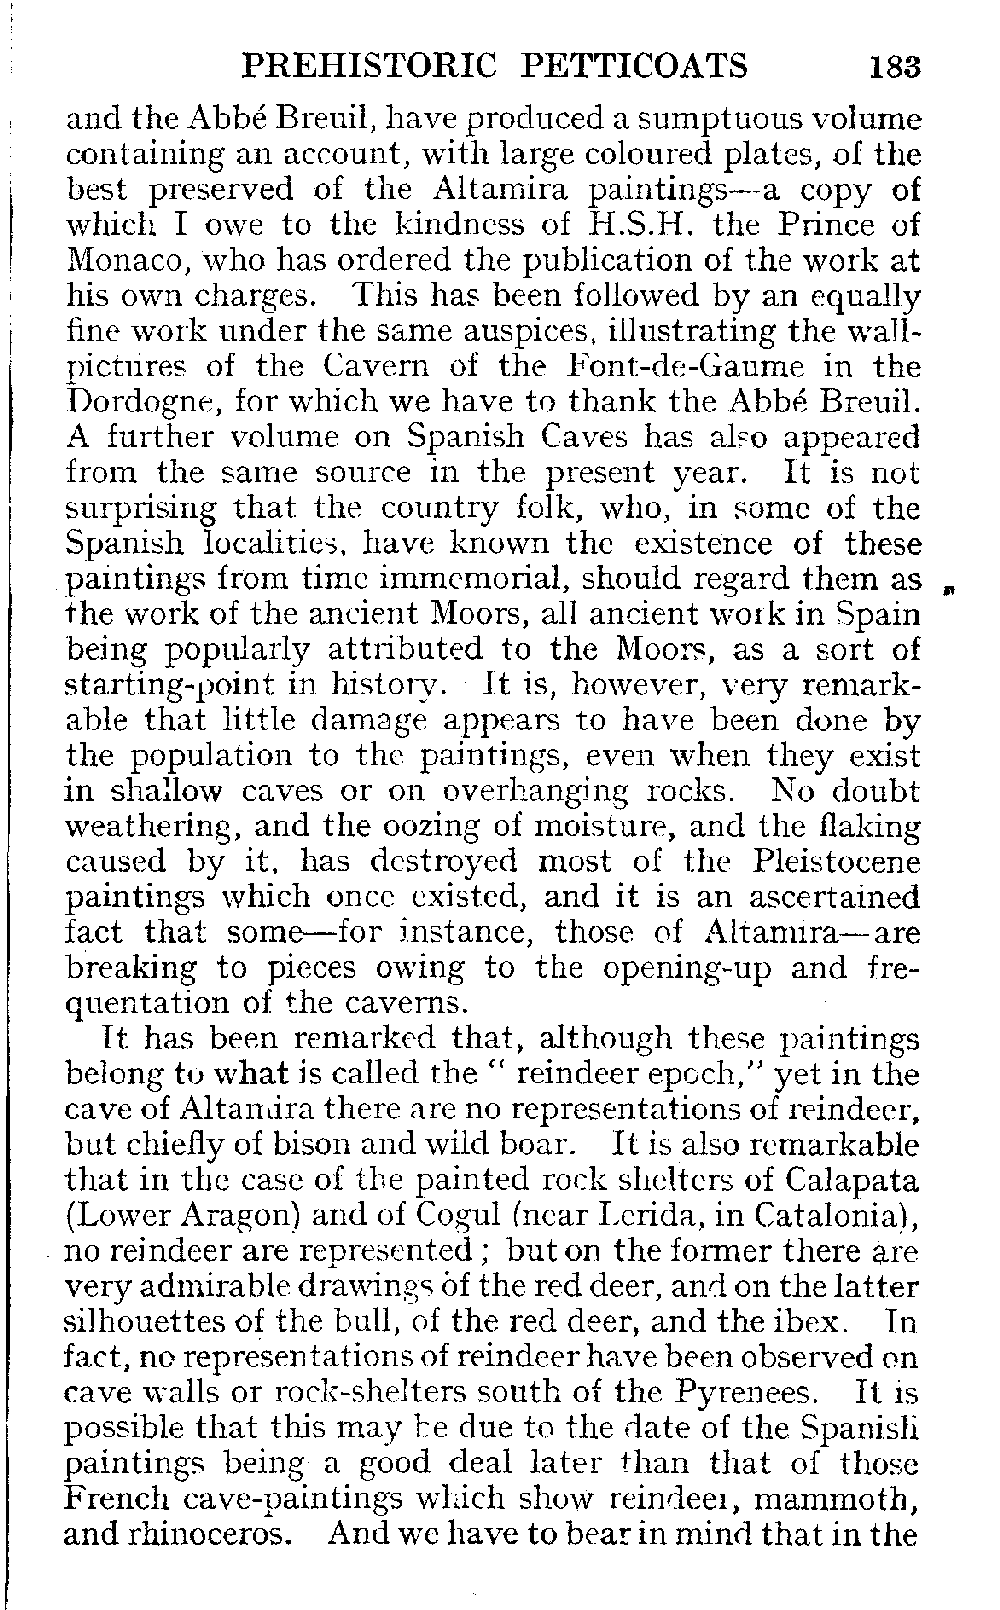 PREHISTORIC PETTICOATS 183
and the Abbé Breuil, have produced a sumptuous volume
containing an account, with large coloured plates, of the
best preserved of the Altamira paintings—a copy of
which I owe to the kindness of H.S.H. the Prince of
Monaco, who has ordered the publication of the work at
his own charges. This has been followed by an equally
fine work under the same auspices, illustrating the wall-
pictures of the Cavern of the Font-de-Gaume in the
Dordogne, for which we have to thank the Abbé Breuil.
A further volume on Spanish Caves has also appeared
from the same source in the present year. It is not
surprising that the country folk, who, in some of the
Spanish localities, have known the existence of these
paintings from time immemorial, should regard them as
the work of the ancient Moors, all ancient work in Spain
being popularly attributed to the Moors, as a sort of
starting-point in history. It is, however, very remark-
able that little damage appears to have been done by
the population to the paintings, even when they exist
in shallow caves or on overhanging rocks. No doubt
weathering, and the oozing of moisture, and the flaking
caused by it, has destroyed most of the Pleistocene
paintings which once existed, and it is an ascertained
fact that some—for instance, those of Altamira—are
breaking to pieces owing to the opening-up and fre-
quentation of the caverns.
It has been remarked that, although these paintings
belong to what is called the “ reindeer epoch,” yet in the
cave of Altamira there are no representations of reindeer,
but chiefly of bison and wild boar. It is also remarkable
that in the case of the painted rock shelters of Calapata
(Lower Aragon) and of Cogul (near Lerida, in Catalonia),
no reindeer are represented ; but on the former there are
very admirable drawings of the red deer, and on the latter
silhouettes of the bull, of the red deer, and the ibex. In
fact, no representations of reindeer have been observed on
cave walls or rock-shelters south of the Pyrenees. It is
possible that this may be due to the date of the Spanish
paintings being a good deal later than that of those
French cave-paintings which show reindeer, mammoth,
and rhinoceros. And we have to bear in mind that in the